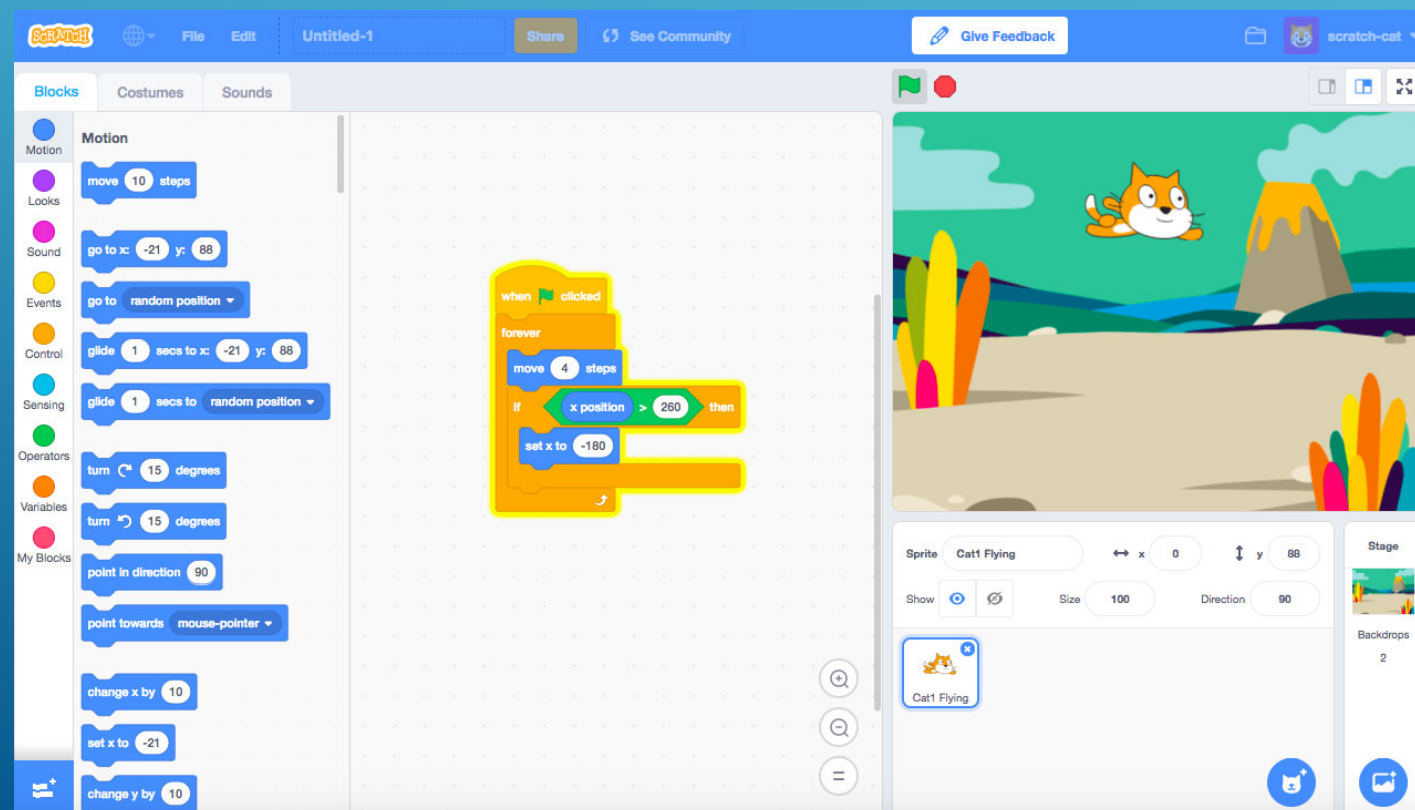 SCRATCH File Edit Untitled-1 Share See Community Give Feedback scratch-cat
Blocks Costumes Sounds
Motion
Looks
Sound
Events
Control
Sensing
Operators
Variables
My Blocks
Motion
move 10 steps
go to x: -21 y: 88
go to random position
glide 1 secs to x: -21 y: 88
glide 1 secs to random position
turn 15 degrees
turn 15 degrees
point in direction 90
point towards mouse-pointer
change x by 10
set x to -21
change y by 10
when clicked
forever
move 4 steps
if x position > 260 then
set x to -180
Sprite Cat1 Flying x 0 y 88
Show Size 100 Direction 90
Cat1 Flying
Stage
Backdrops
2